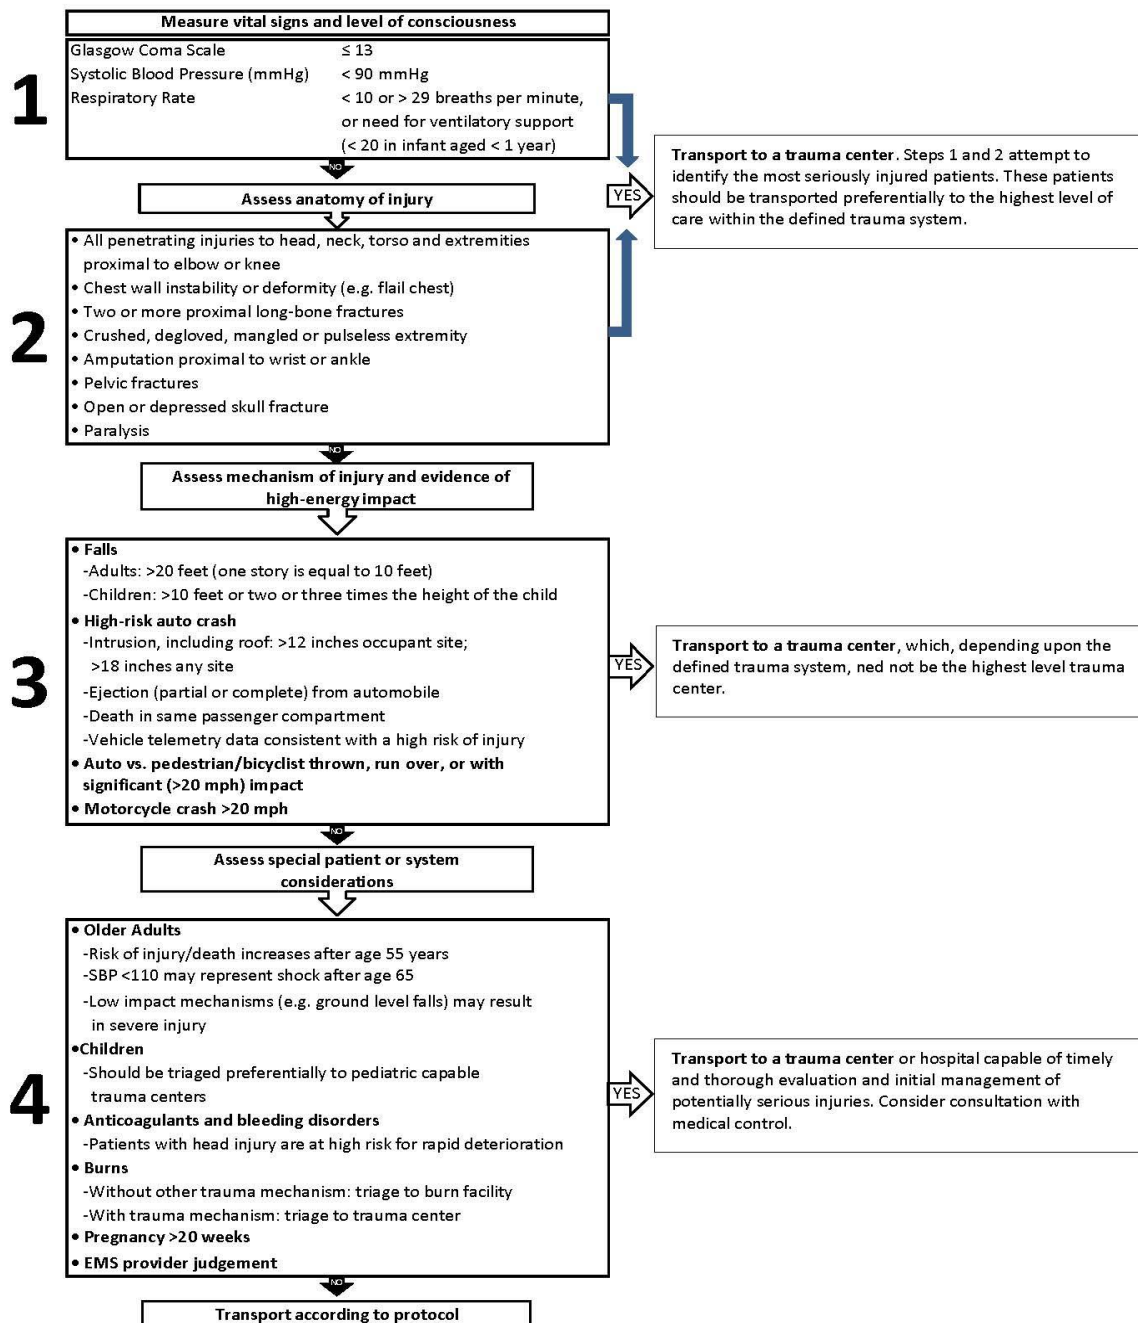 Measure vital signs and level of consciousness
1
Glasgow Coma Scale ≤ 13
Systolic Blood Pressure (mmHg) < 90 mmHg
Respiratory Rate < 10 or > 29 breaths per minute,
or need for ventilatory support
(< 20 in infant aged < 1 year)
NO
YES
Transport to a trauma center. Steps 1 and 2 attempt to
identify the most seriously injured patients. These patients
should be transported preferentially to the highest level of
care within the defined trauma system.
Assess anatomy of injury
2
• All penetrating injuries to head, neck, torso and extremities
proximal to elbow or knee
• Chest wall instability or deformity (e.g. flail chest)
• Two or more proximal long-bone fractures
• Crushed, degloved, mangled or pulseless extremity
• Amputation proximal to wrist or ankle
• Pelvic fractures
• Open or depressed skull fracture
• Paralysis
NO
Assess mechanism of injury and evidence of
high-energy impact
3
• Falls
-Adults: >20 feet (one story is equal to 10 feet)
-Children: >10 feet or two or three times the height of the child
• High-risk auto crash
-Intrusion, including roof: >12 inches occupant site;
>18 inches any site
-Ejection (partial or complete) from automobile
-Death in same passenger compartment
-Vehicle telemetry data consistent with a high risk of injury
• Auto vs. pedestrian/bicyclist thrown, run over, or with
significant (>20 mph) impact
• Motorcycle crash >20 mph
YES
Transport to a trauma center, which, depending upon the
defined trauma system, ned not be the highest level trauma
center.
NO
Assess special patient or system
considerations
4
• Older Adults
-Risk of injury/death increases after age 55 years
-SBP <110 may represent shock after age 65
-Low impact mechanisms (e.g. ground level falls) may result
in severe injury
•Children
-Should be triaged preferentially to pediatric capable
trauma centers
• Anticoagulants and bleeding disorders
-Patients with head injury are at high risk for rapid deterioration
• Burns
-Without other trauma mechanism: triage to burn facility
-With trauma mechanism: triage to trauma center
• Pregnancy >20 weeks
• EMS provider judgement
YES
Transport to a trauma center or hospital capable of timely
and thorough evaluation and initial management of
potentially serious injuries. Consider consultation with
medical control.
NO
Transport according to protocol